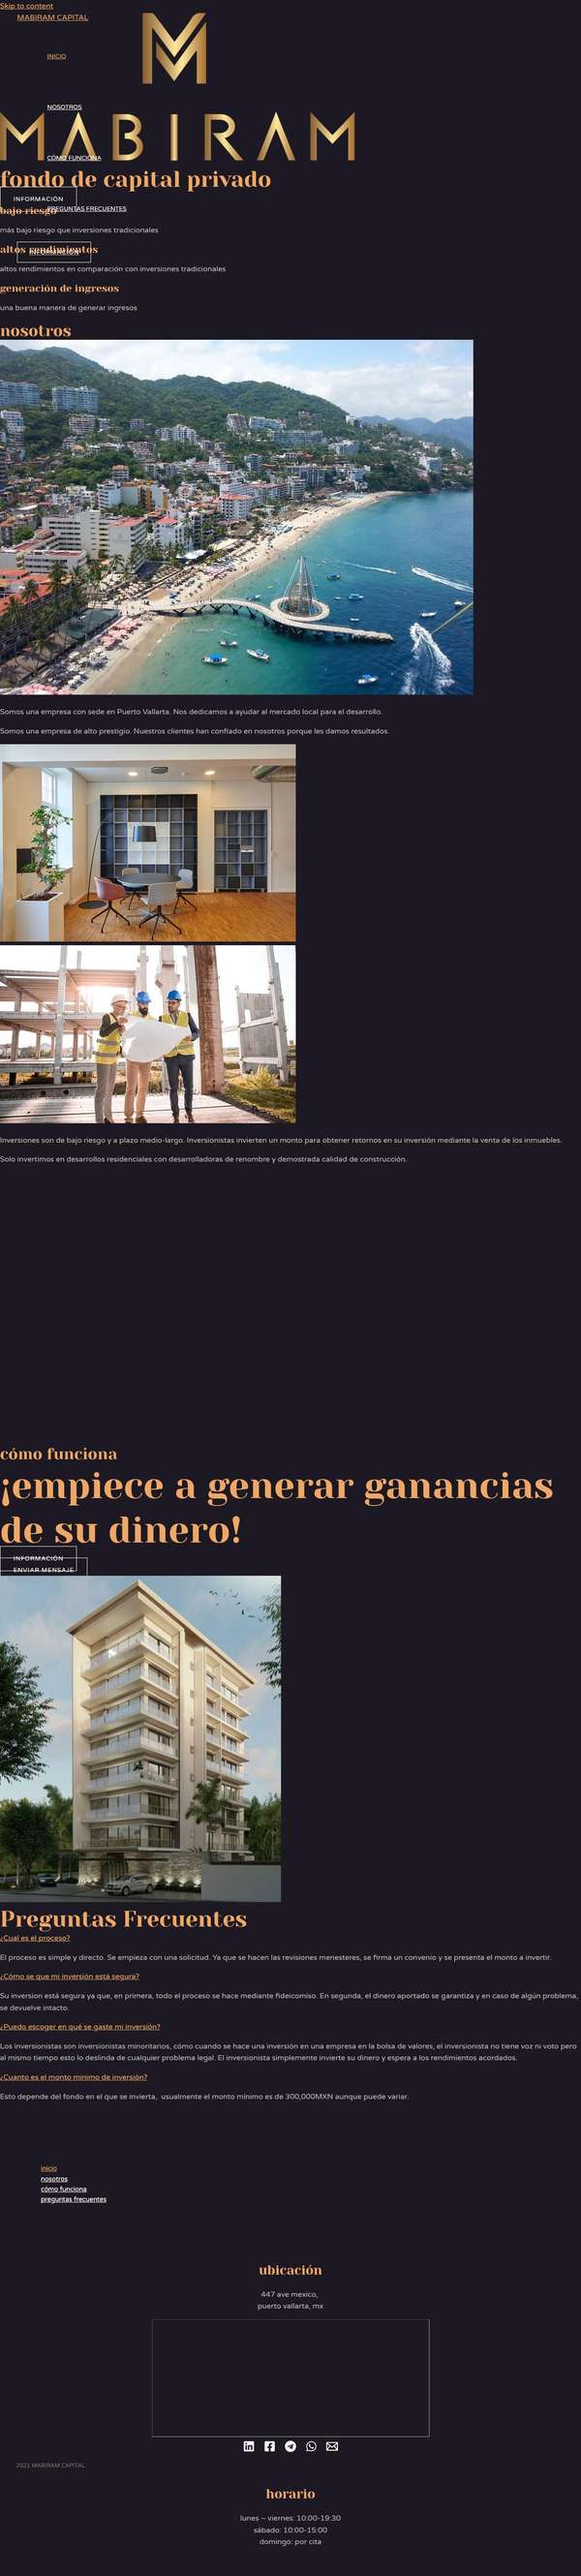 Skip to content
MABIRAM CAPITAL
INICIO
NOSOTROS
MABIRAM
CÓMO FUNCIONA
fondo de capital privado
INFORMACIÓN
PREGUNTAS FRECUENTES
bajo riesgo
más bajo riesgo que inversiones tradicionales
altos rendimientos
INFORMACIÓN
altos rendimientos en comparación con inversiones tradicionales
generación de ingresos
una buena manera de generar ingresos
nosotros
Somos una empresa con sede en Puerto Vallarta. Nos dedicamos a ayudar al mercado local para el desarrollo.
Somos una empresa de alto prestigio. Nuestros clientes han confiado en nosotros porque les damos resultados.
Inversiones son de bajo riesgo y a plazo medio-largo. Inversionistas invierten un monto para obtener retornos en su inversión mediante la venta de los inmuebles.
Solo invertimos en desarrollos residenciales con desarrolladoras de renombre y demostrada calidad de construcción.
cómo funciona
¡empiece a generar ganancias
de su dinero!
INFORMACIÓN
ENVIAR MENSAJE
Preguntas Frecuentes
¿Cual es el proceso?
El proceso es simple y directo. Se empieza con una solicitud. Ya que se hacen las revisiones menesteres, se firma un convenio y se presenta el monto a invertir.
¿Cómo se que mi inversión está segura?
Su inversion está segura ya que, en primera, todo el proceso se hace mediante fideicomiso. En segunda, el dinero aportado se garantiza y en caso de algún problema,
se devuelve intacto.
¿Puedo escoger en qué se gaste mi inversión?
Los inversionistas son inversionistas minoritarios, cómo cuando se hace una inversión en una empresa en la bolsa de valores, el inversionista no tiene voz ni voto pero
al mismo tiempo esto lo deslinda de cualquier problema legal. El inversionista simplemente invierte su dinero y espera a los rendimientos acordados.
¿Cuanto es el monto minimo de inversión?
Esto depende del fondo en el que se invierta, usualmente el monto mínimo es de 300,000MXN aunque puede variar.
inicio
nosotros
cómo funciona
preguntas frecuentes
ubicación
447 ave mexico,
puerto vallarta, mx
2021 MABIRAM CAPITAL
horario
lunes – viernes: 10:00-19:30
sábado: 10:00-15:00
domingo: por cita